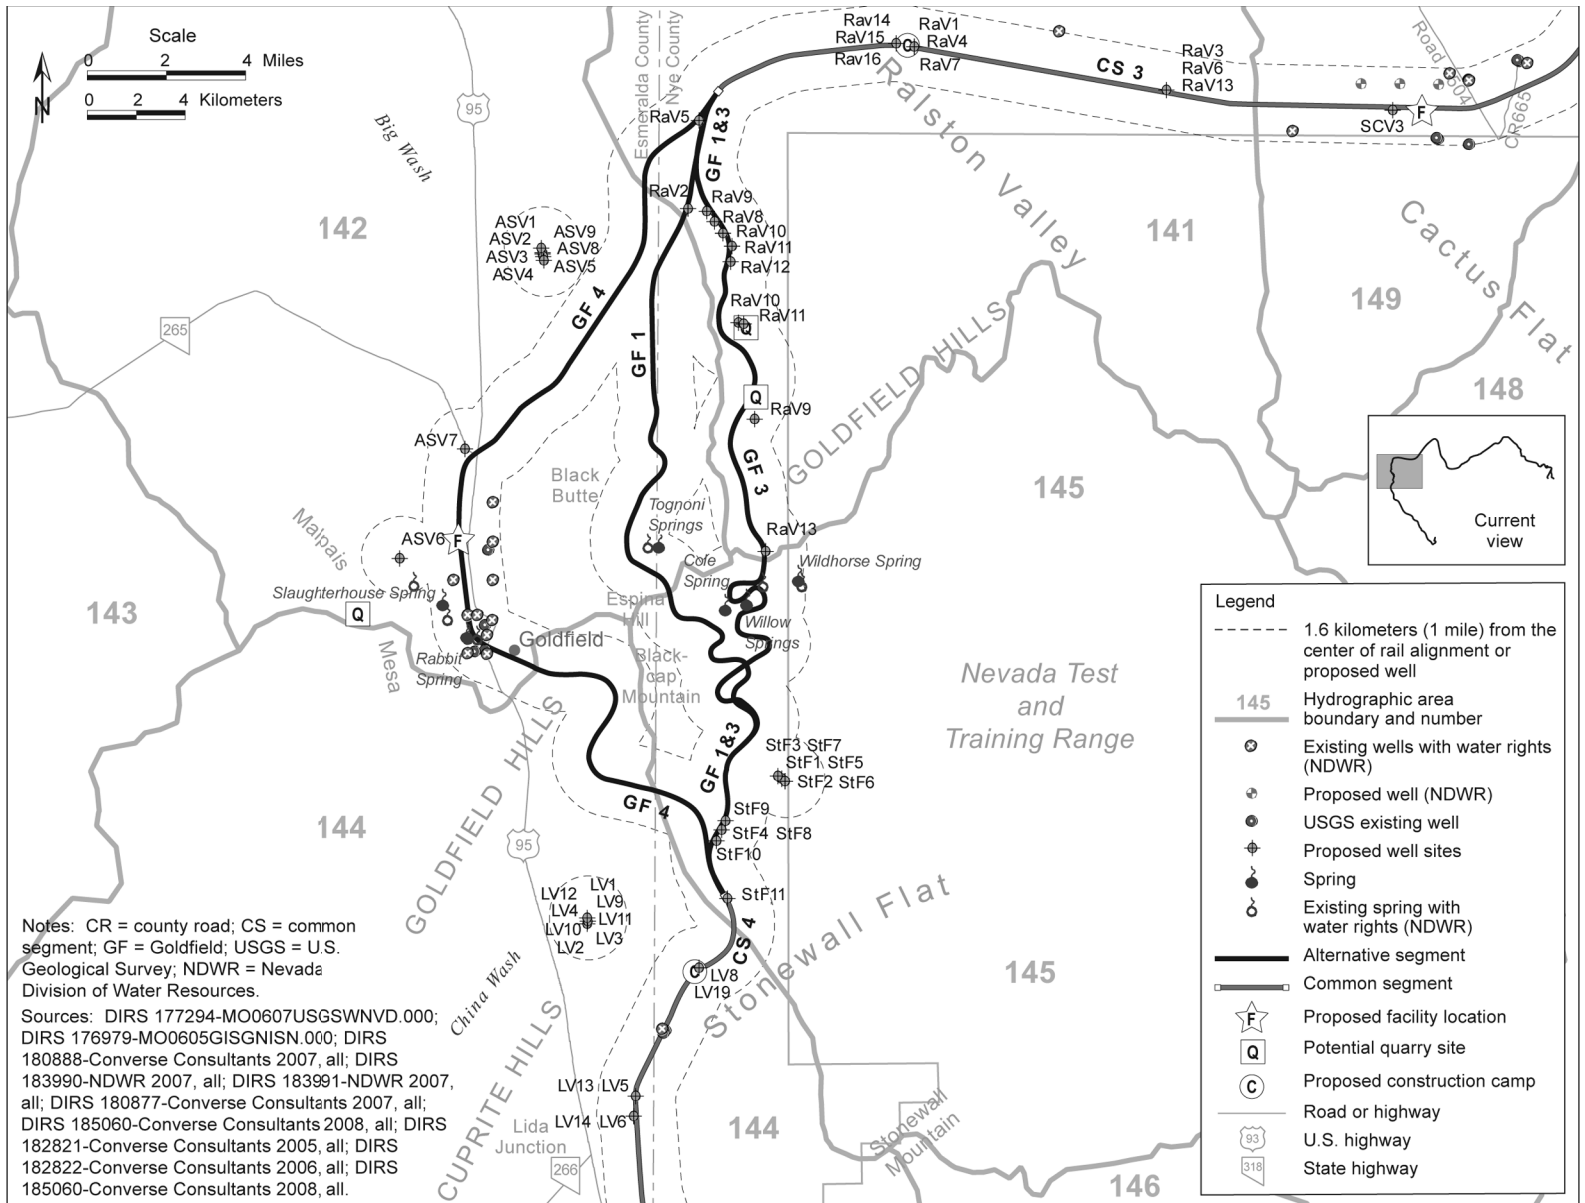 Scale
0 2 4 Miles
0 2 4 Kilometers
N
95
Big Wash
Esmeralda County
Nye County
Rav14
RaV15
Rav16
C
RaV1
RaV4
RaV7
CS 3
RaV3
RaV6
RaV13
Road 504
CR665
SCV3
F
RaV5
GF 1&3
Ralston Valley
142
141
Cactus Flat
149
148
RaV2
RaV9
RaV8
RaV10
RaV11
RaV12
ASV1
ASV2
ASV3
ASV4
ASV9
ASV8
ASV5
265
GF 4
GF 1
RaV10
RaV11
Q
Q
RaV9
GOLDFIELD HILLS
GF 3
ASV7
Black
Butte
145
Tognoni
Springs
RaV13
Malpais
Mesa
ASV6
F
Cofe
Spring
Wildhorse Spring
Slaughterhouse Spring
143
Q
Espina
Hill
Willow
Springs
Goldfield
Rabbit
Spring
Black-
cap
Mountain
Nevada Test
and
Training Range
GOLDFIELD HILLS
GF 1&3
StF3 StF7
StF1 StF5
StF2 StF6
GF 4
144
95
StF9
StF4 StF8
StF10
StF11
LV12
LV1
LV9
LV4
LV11
LV10
LV3
LV2
CS 4
Stonewall Flat
C
LV8
LV19
China Wash
145
CUPRITE HILLS
LV13 LV5
LV14 LV6
Lida
Junction
266
144
Stonewall
Mountain
146
Current
view
Legend
1.6 kilometers (1 mile) from the
center of rail alignment or
proposed well
145
Hydrographic area
boundary and number
Existing wells with water rights
(NDWR)
Proposed well (NDWR)
USGS existing well
Proposed well sites
Spring
Existing spring with
water rights (NDWR)
Alternative segment
Common segment
F Proposed facility location
Q Potential quarry site
C Proposed construction camp
Road or highway
93 U.S. highway
318 State highway
Notes: CR = county road; CS = common
segment; GF = Goldfield; USGS = U.S.
Geological Survey; NDWR = Nevada
Division of Water Resources.
Sources: DIRS 177294-MO0607USGSWNVD.000;
DIRS 176979-MO0605GISGNISN.000; DIRS
180888-Converse Consultants 2007, all; DIRS
183990-NDWR 2007, all; DIRS 183991-NDWR 2007,
all; DIRS 180877-Converse Consultants 2007, all;
DIRS 185060-Converse Consultants 2008, all; DIRS
182821-Converse Consultants 2005, all; DIRS
182822-Converse Consultants 2006, all; DIRS
185060-Converse Consultants 2008, all.